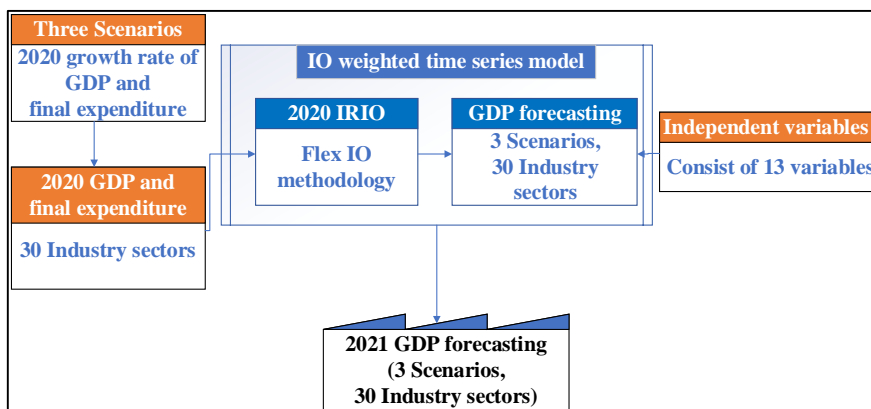 Three Scenarios
2020 growth rate of
GDP and
final expenditure
2020 GDP and
final expenditure
30 Industry sectors
IO weighted time series model
2020 IRIO
Flex IO
methodology
GDP forecasting
3 Scenarios,
30 Industry
sectors
Independent variables
Consist of 13 variables
2021 GDP forecasting
(3 Scenarios,
30 Industry sectors)